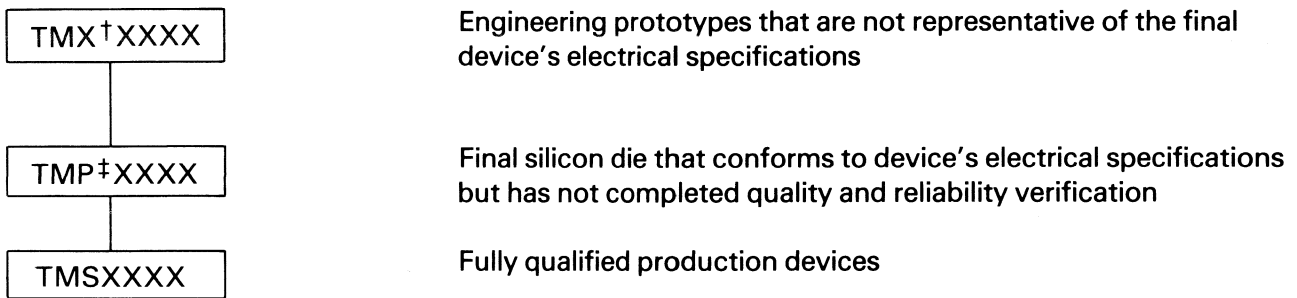 TMX†XXXX
Engineering prototypes that are not representative of the final
device's electrical specifications
TMP‡XXXX
Final silicon die that conforms to device's electrical specifications
but has not completed quality and reliability verification
TMSXXXX
Fully qualified production devices